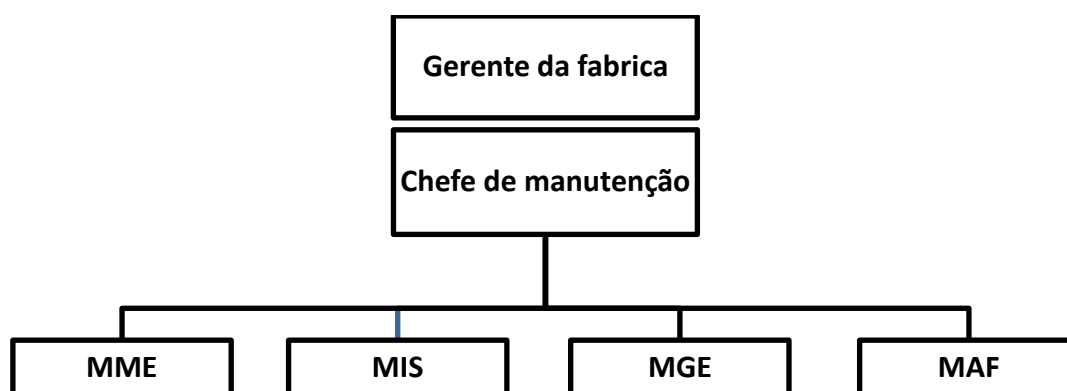 Gerente da fabrica
Chefe de manutenção
MME
MIS
MGE
MAF